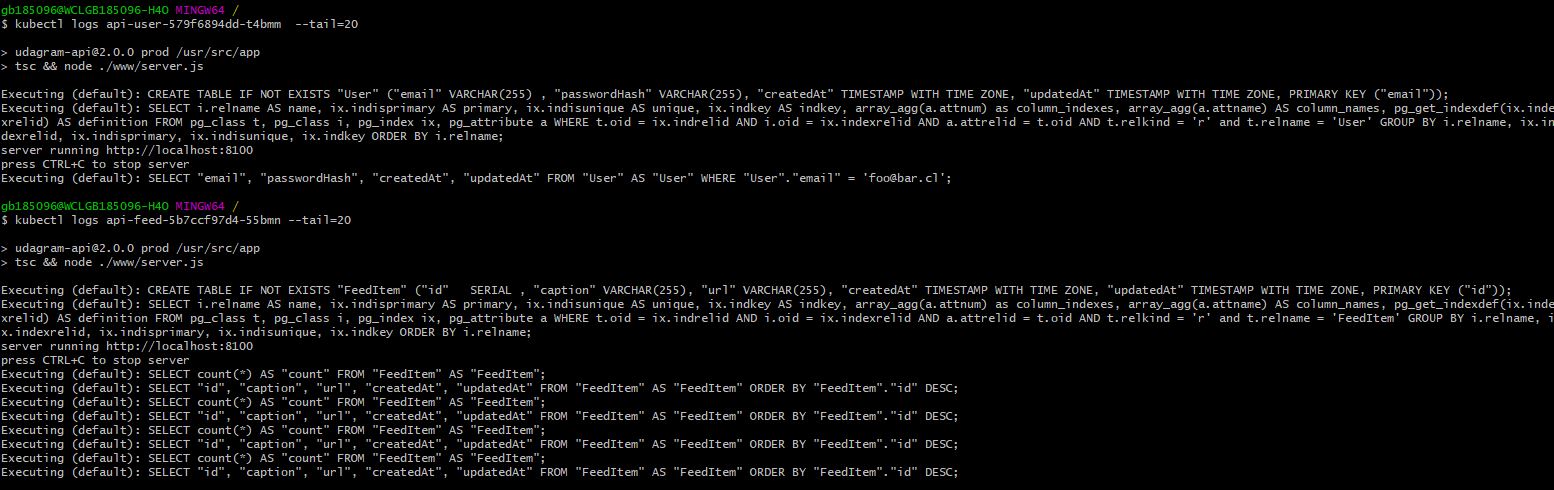 gb185096@WCLGB185096-H4O MINGW64 /
$ kubectl logs api-user-579f6894dd-t4bmm  --tail=20

> udagram-api@2.0.0 prod /usr/src/app
> tsc && node ./www/server.js

Executing (default): CREATE TABLE IF NOT EXISTS "User" ("email" VARCHAR(255) , "passwordHash" VARCHAR(255), "createdAt" TIMESTAMP WITH TIME ZONE, "updatedAt" TIMESTAMP WITH TIME ZONE, PRIMARY KEY ("email"));
Executing (default): SELECT i.relname AS name, ix.indisprimary AS primary, ix.indisunique AS unique, ix.indkey AS indkey, array_agg(a.attnum) as column_indexes, array_agg(a.attname) AS column_names, pg_get_indexdef(ix.inde
xrelid) AS definition FROM pg_class t, pg_class i, pg_index ix, pg_attribute a WHERE t.oid = ix.indrelid AND i.oid = ix.indexrelid AND a.attrelid = t.oid AND t.relkind = 'r' and t.relname = 'User' GROUP BY i.relname, ix.in
dexrelid, ix.indisprimary, ix.indisunique, ix.indkey ORDER BY i.relname;
server running http://localhost:8100
press CTRL+C to stop server
Executing (default): SELECT "email", "passwordHash", "createdAt", "updatedAt" FROM "User" AS "User" WHERE "User"."email" = 'foo@bar.cl';

gb185096@WCLGB185096-H4O MINGW64 /
$ kubectl logs api-feed-5b7ccf97d4-55bmn --tail=20

> udagram-api@2.0.0 prod /usr/src/app
> tsc && node ./www/server.js

Executing (default): CREATE TABLE IF NOT EXISTS "FeedItem" ("id"   SERIAL , "caption" VARCHAR(255), "url" VARCHAR(255), "createdAt" TIMESTAMP WITH TIME ZONE, "updatedAt" TIMESTAMP WITH TIME ZONE, PRIMARY KEY ("id"));
Executing (default): SELECT i.relname AS name, ix.indisprimary AS primary, ix.indisunique AS unique, ix.indkey AS indkey, array_agg(a.attnum) as column_indexes, array_agg(a.attname) AS column_names, pg_get_indexdef(ix.inde
xrelid) AS definition FROM pg_class t, pg_class i, pg_index ix, pg_attribute a WHERE t.oid = ix.indrelid AND i.oid = ix.indexrelid AND a.attrelid = t.oid AND t.relkind = 'r' and t.relname = 'FeedItem' GROUP BY i.relname, i
x.indexrelid, ix.indisprimary, ix.indisunique, ix.indkey ORDER BY i.relname;
server running http://localhost:8100
press CTRL+C to stop server
Executing (default): SELECT count(*) AS "count" FROM "FeedItem" AS "FeedItem";
Executing (default): SELECT "id", "caption", "url", "createdAt", "updatedAt" FROM "FeedItem" AS "FeedItem" ORDER BY "FeedItem"."id" DESC;
Executing (default): SELECT count(*) AS "count" FROM "FeedItem" AS "FeedItem";
Executing (default): SELECT "id", "caption", "url", "createdAt", "updatedAt" FROM "FeedItem" AS "FeedItem" ORDER BY "FeedItem"."id" DESC;
Executing (default): SELECT count(*) AS "count" FROM "FeedItem" AS "FeedItem";
Executing (default): SELECT "id", "caption", "url", "createdAt", "updatedAt" FROM "FeedItem" AS "FeedItem" ORDER BY "FeedItem"."id" DESC;
Executing (default): SELECT count(*) AS "count" FROM "FeedItem" AS "FeedItem";
Executing (default): SELECT "id", "caption", "url", "createdAt", "updatedAt" FROM "FeedItem" AS "FeedItem" ORDER BY "FeedItem"."id" DESC;